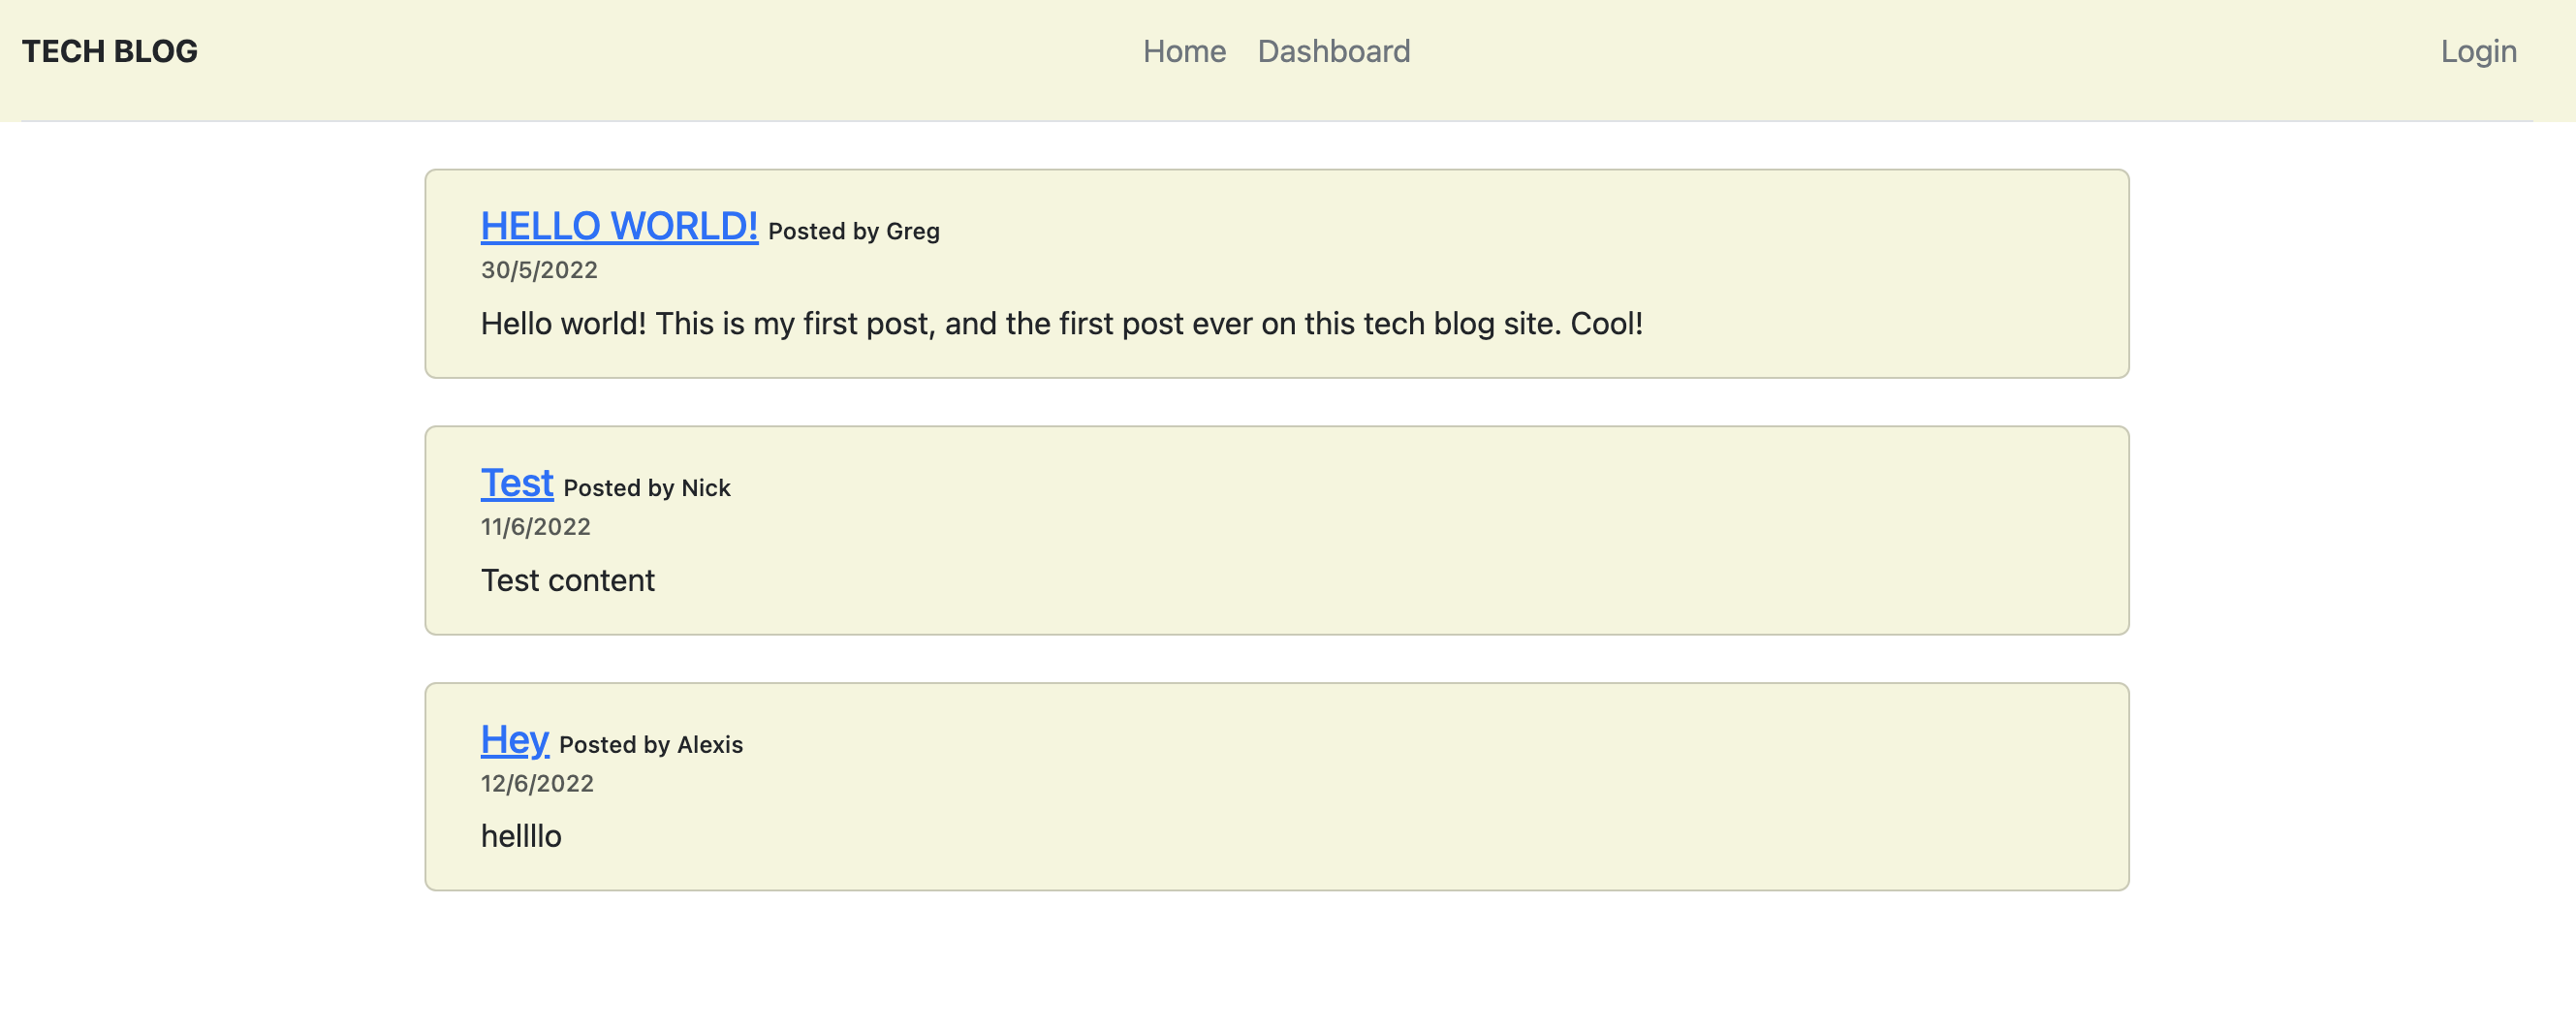 TECH BLOG
Home Dashboard
Login
HELLO WORLD! Posted by Greg
30/5/2022
Hello world! This is my first post, and the first post ever on this tech blog site. Cool!
Test Posted by Nick
11/6/2022
Test content
Hey Posted by Alexis
12/6/2022
hellllo